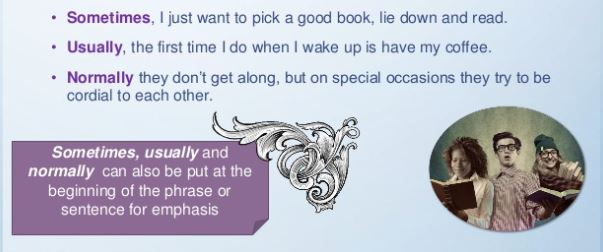 • Sometimes, I just want to pick a good book, lie down and read.
• Usually, the first time I do when I wake up is have my coffee.
• Normally they don't get along, but on special occasions they try to be
cordial to each other.
Sometimes, usually and
normally can also be put at the
beginning of the phrase or
sentence for emphasis